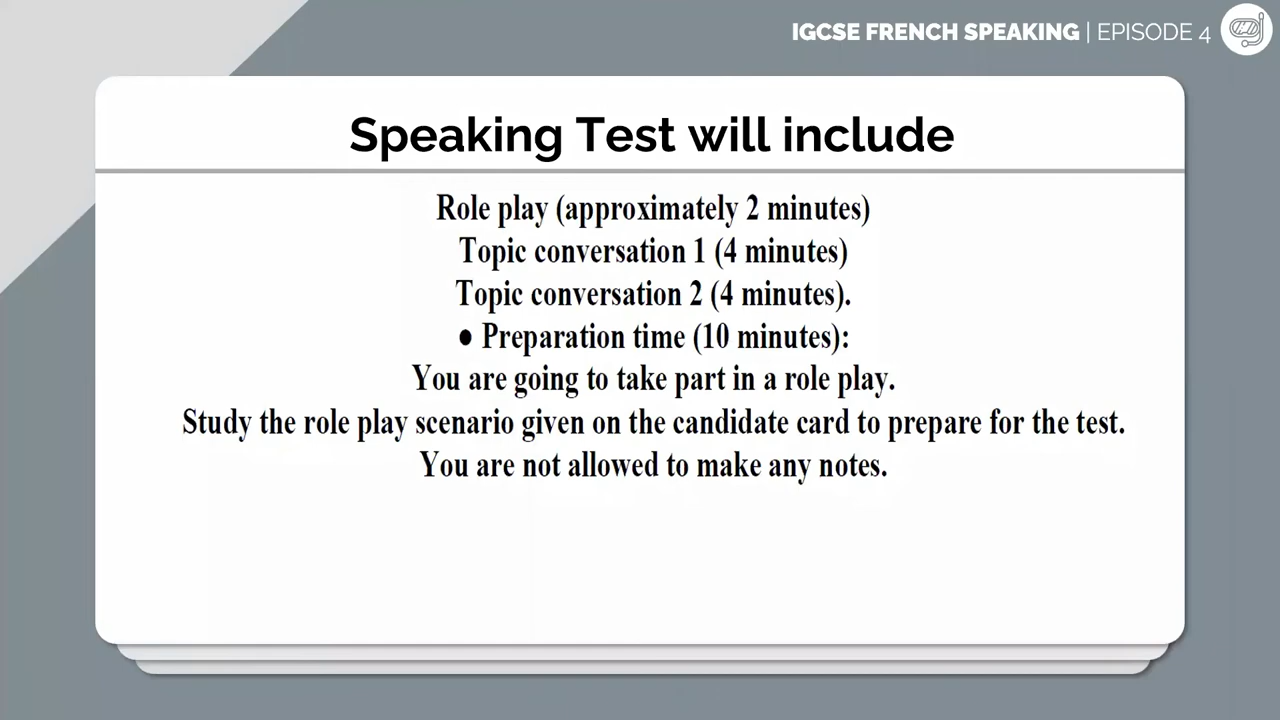 IGCSE FRENCH SPEAKING | EPISODE 4
Speaking Test will include
Role play (approximately 2 minutes)
Topic conversation 1 (4 minutes)
Topic conversation 2 (4 minutes).
● Preparation time (10 minutes):
You are going to take part in a role play.
Study the role play scenario given on the candidate card to prepare for the test.
You are not allowed to make any notes.